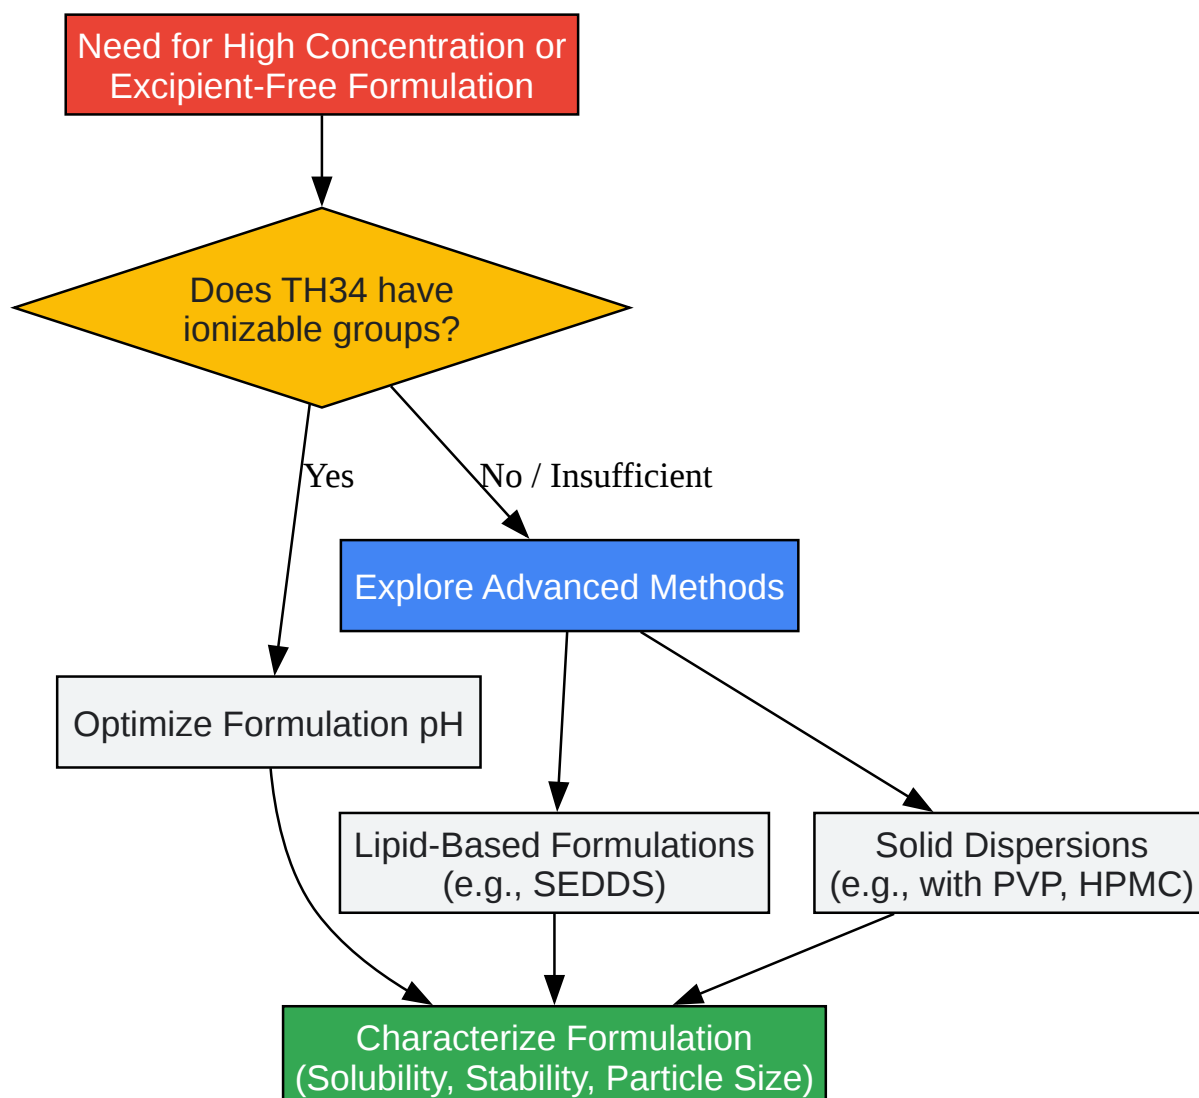 Need for High Concentration or
Excipient-Free Formulation
Does TH34 have
ionizable groups?
Yes
No / Insufficient
Explore Advanced Methods
Optimize Formulation pH
Lipid-Based Formulations
(e.g., SEDDS)
Solid Dispersions
(e.g., with PVP, HPMC)
Characterize Formulation
(Solubility, Stability, Particle Size)